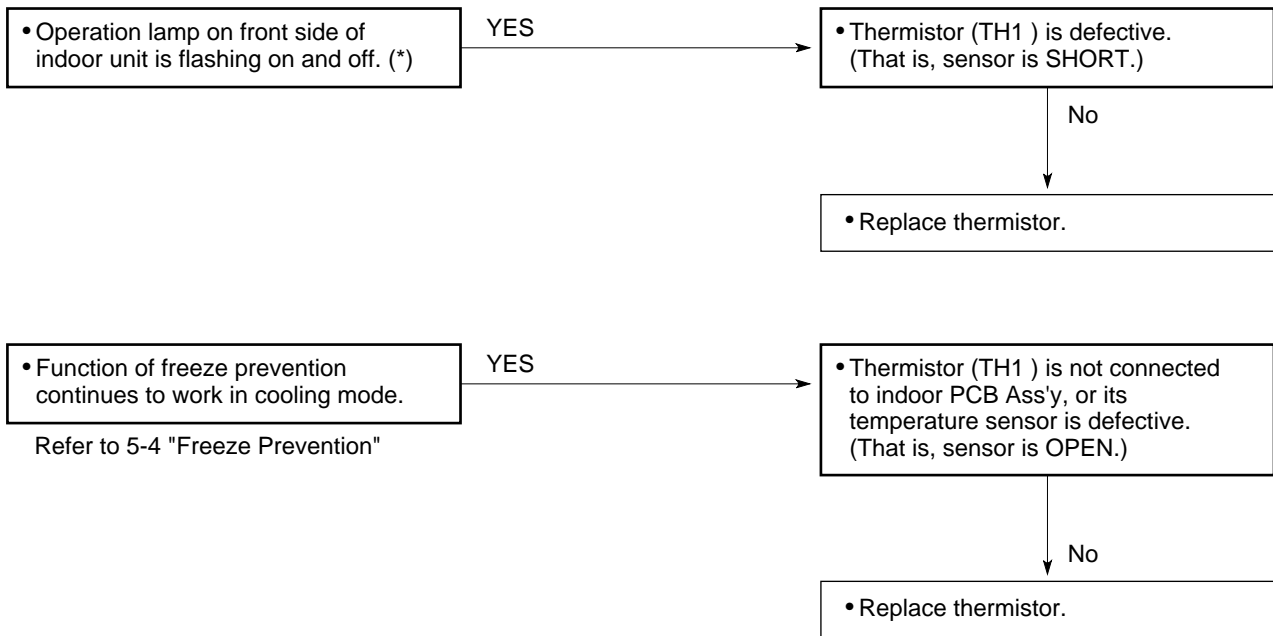 • Operation lamp on front side of
indoor unit is flashing on and off. (*)
YES
• Thermistor (TH1 ) is defective.
(That is, sensor is SHORT.)
No
• Replace thermistor.
• Function of freeze prevention
continues to work in cooling mode.
Refer to 5-4 "Freeze Prevention"
YES
• Thermistor (TH1 ) is not connected
to indoor PCB Ass'y, or its
temperature sensor is defective.
(That is, sensor is OPEN.)
No
• Replace thermistor.